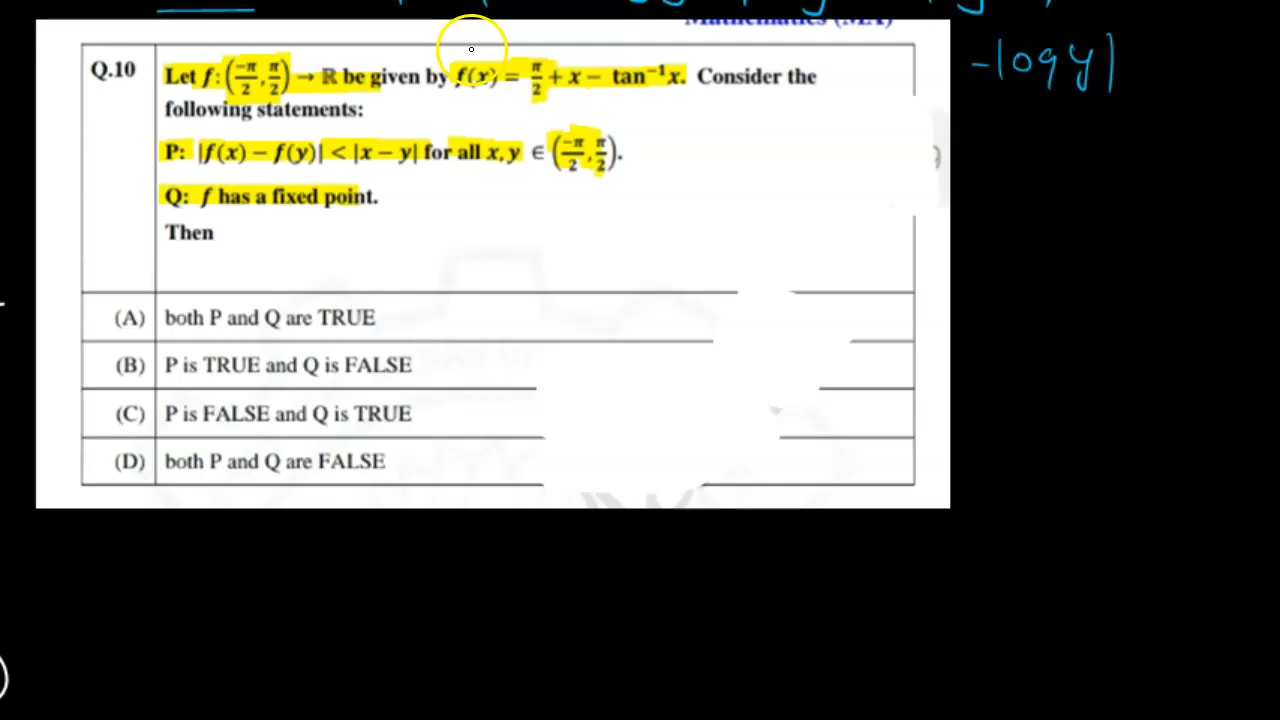 Mathematics (MA)
-log y|
Q.10
Let f: (-π/2, π/2) → ℝ be given by f(x) = π/2 + x − tan⁻¹x. Consider the
following statements:
P: |f(x) − f(y)| < |x − y| for all x, y ∈ (-π/2, π/2).
Q: f has a fixed point.
Then
(A) both P and Q are TRUE
(B) P is TRUE and Q is FALSE
(C) P is FALSE and Q is TRUE
(D) both P and Q are FALSE